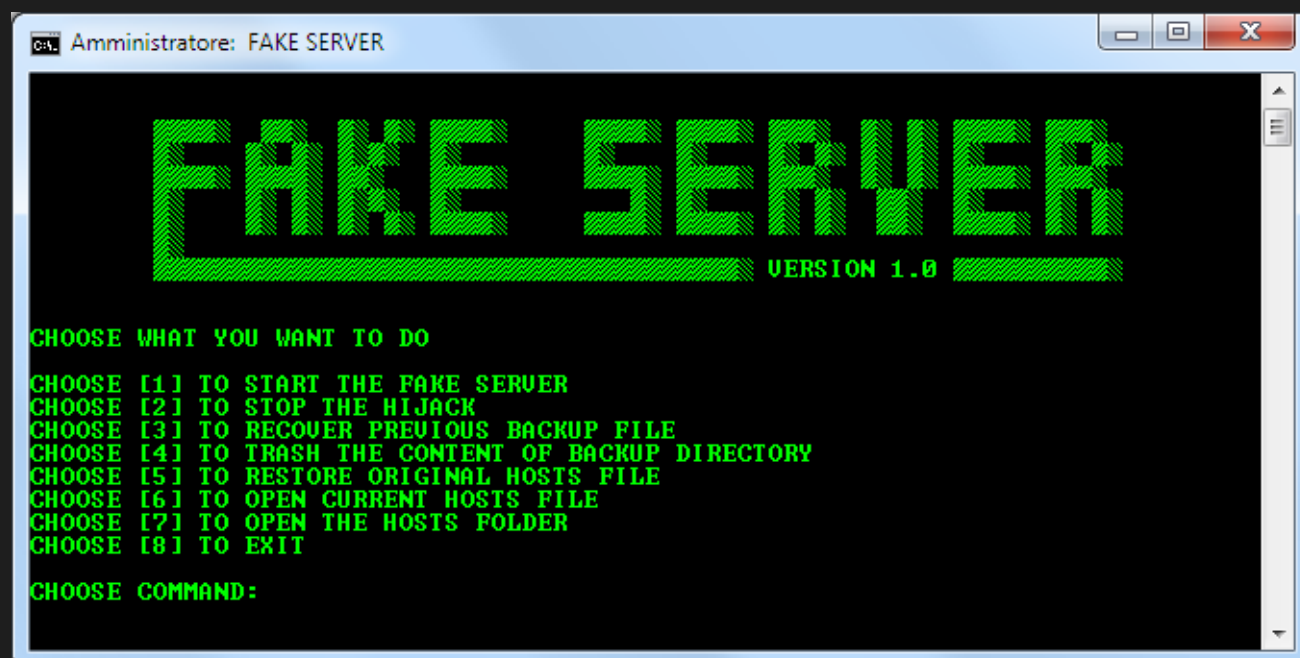 Amministratore: FAKE SERVER
FAKE SERVER
VERSION 1.0
CHOOSE WHAT YOU WANT TO DO
CHOOSE [1] TO START THE FAKE SERVER
CHOOSE [2] TO STOP THE HIJACK
CHOOSE [3] TO RECOVER PREVIOUS BACKUP FILE
CHOOSE [4] TO TRASH THE CONTENT OF BACKUP DIRECTORY
CHOOSE [5] TO RESTORE ORIGINAL HOSTS FILE
CHOOSE [6] TO OPEN CURRENT HOSTS FILE
CHOOSE [7] TO OPEN THE HOSTS FOLDER
CHOOSE [8] TO EXIT
CHOOSE COMMAND: